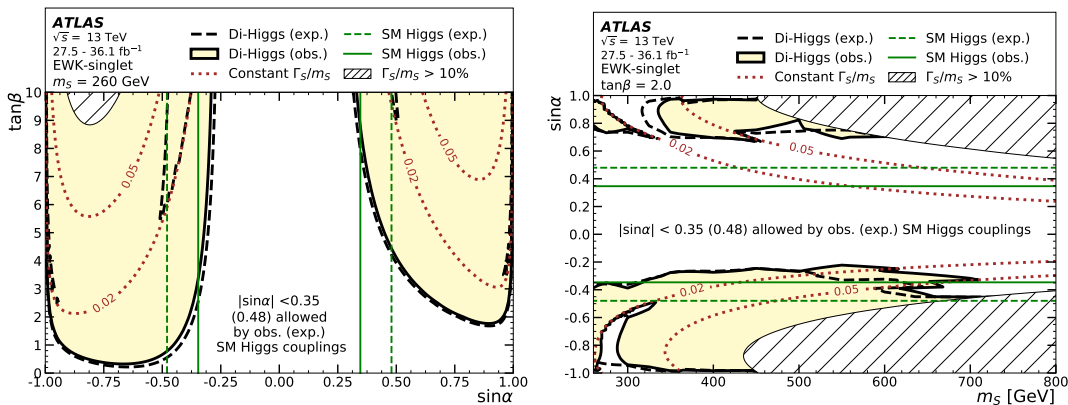 ATLAS
√s = 13 TeV
27.5 - 36.1 fb⁻¹
EWK-singlet
m_S = 260 GeV
Di-Higgs (exp.)
Di-Higgs (obs.)
Constant Γ_S/m_S
SM Higgs (exp.)
SM Higgs (obs.)
Γ_S/m_S > 10%
tanβ
10
9
8
7
6
5
4
3
2
1
0
0.05
0.02
0.05
0.02
|sinα| <0.35
(0.48) allowed
by obs. (exp.)
SM Higgs couplings
-1.00 -0.75 -0.50 -0.25 0.00 0.25 0.50 0.75 1.00
sinα
ATLAS
√s = 13 TeV
27.5 - 36.1 fb⁻¹
EWK-singlet
tanβ = 2.0
Di-Higgs (exp.)
Di-Higgs (obs.)
Constant Γ_S/m_S
SM Higgs (exp.)
SM Higgs (obs.)
Γ_S/m_S > 10%
sinα
1.0
0.8
0.6
0.4
0.2
0.0
-0.2
-0.4
-0.6
-0.8
-1.0
0.02
0.05
|sinα| < 0.35 (0.48) allowed by obs. (exp.) SM Higgs couplings
0.02
0.05
300 400 500 600 700 800
m_S [GeV]